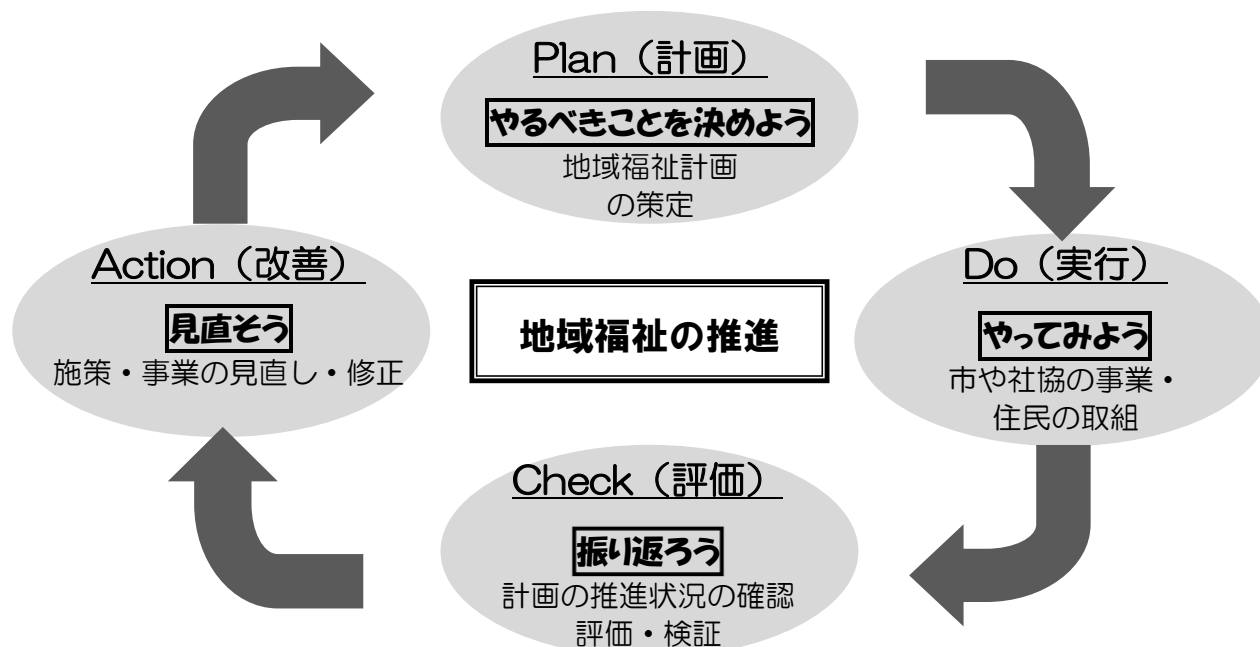 Plan（計画）
やるべきことを決めよう
地域福祉計画
の策定
Action（改善）
見直そう
施策・事業の見直し・修正
地域福祉の推進
Do（実行）
やってみよう
市や社協の事業・
住民の取組
Check（評価）
振り返ろう
計画の推進状況の確認
評価・検証